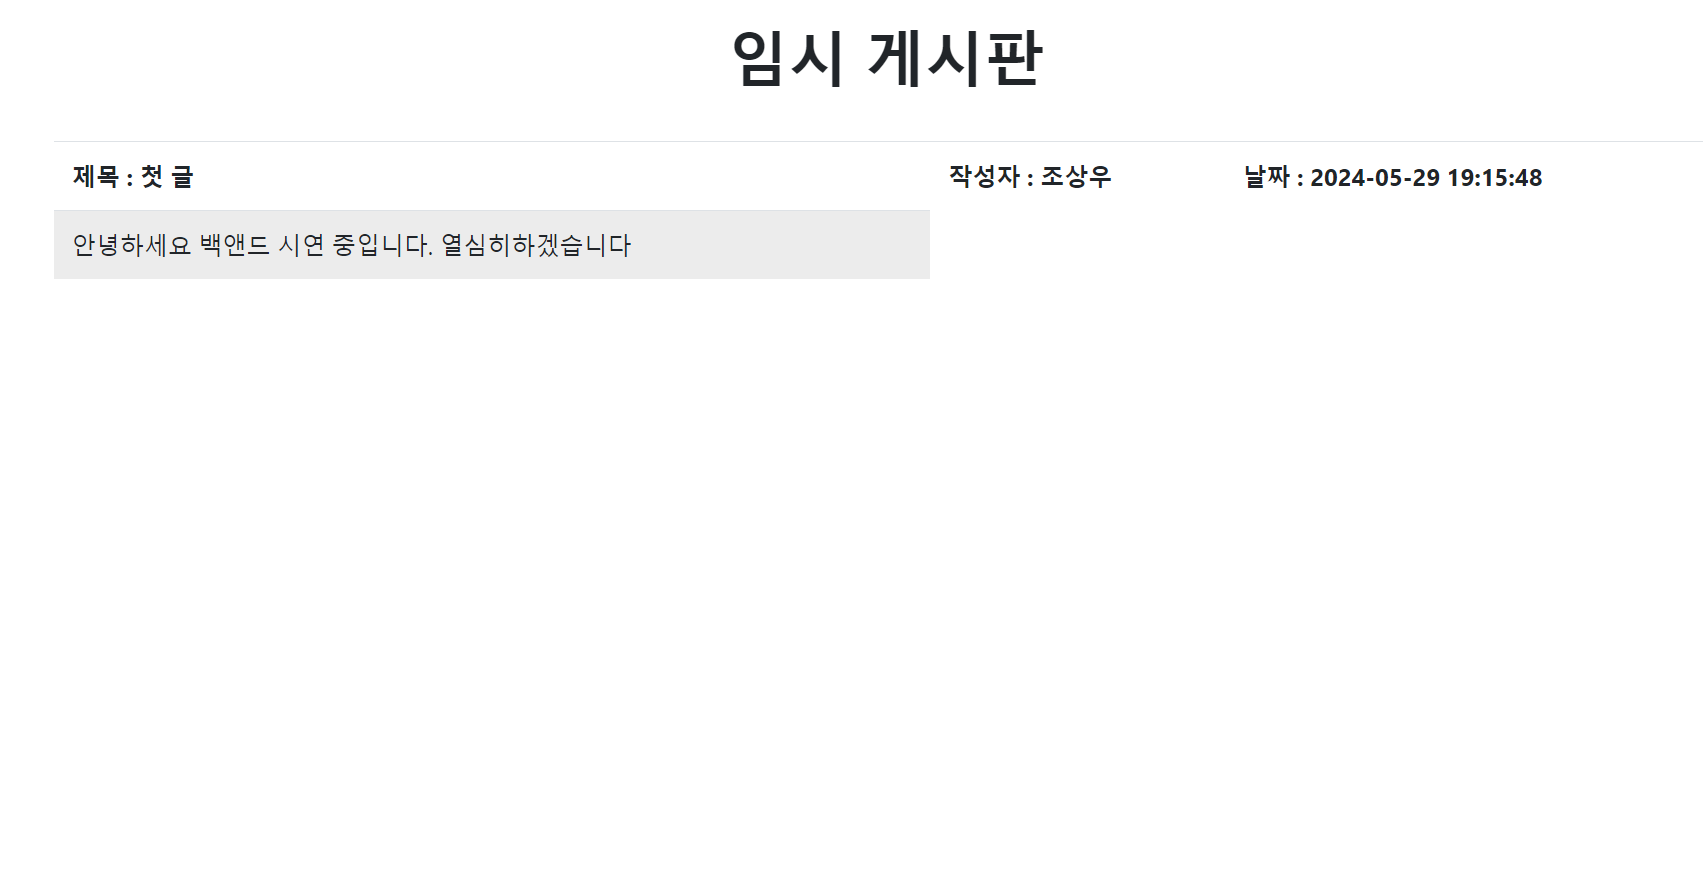 임시 게시판
제목 : 첫 글 작성자 : 조상우 날짜 : 2024-05-29 19:15:48
안녕하세요 백앤드 시연 중입니다. 열심히하겠습니다